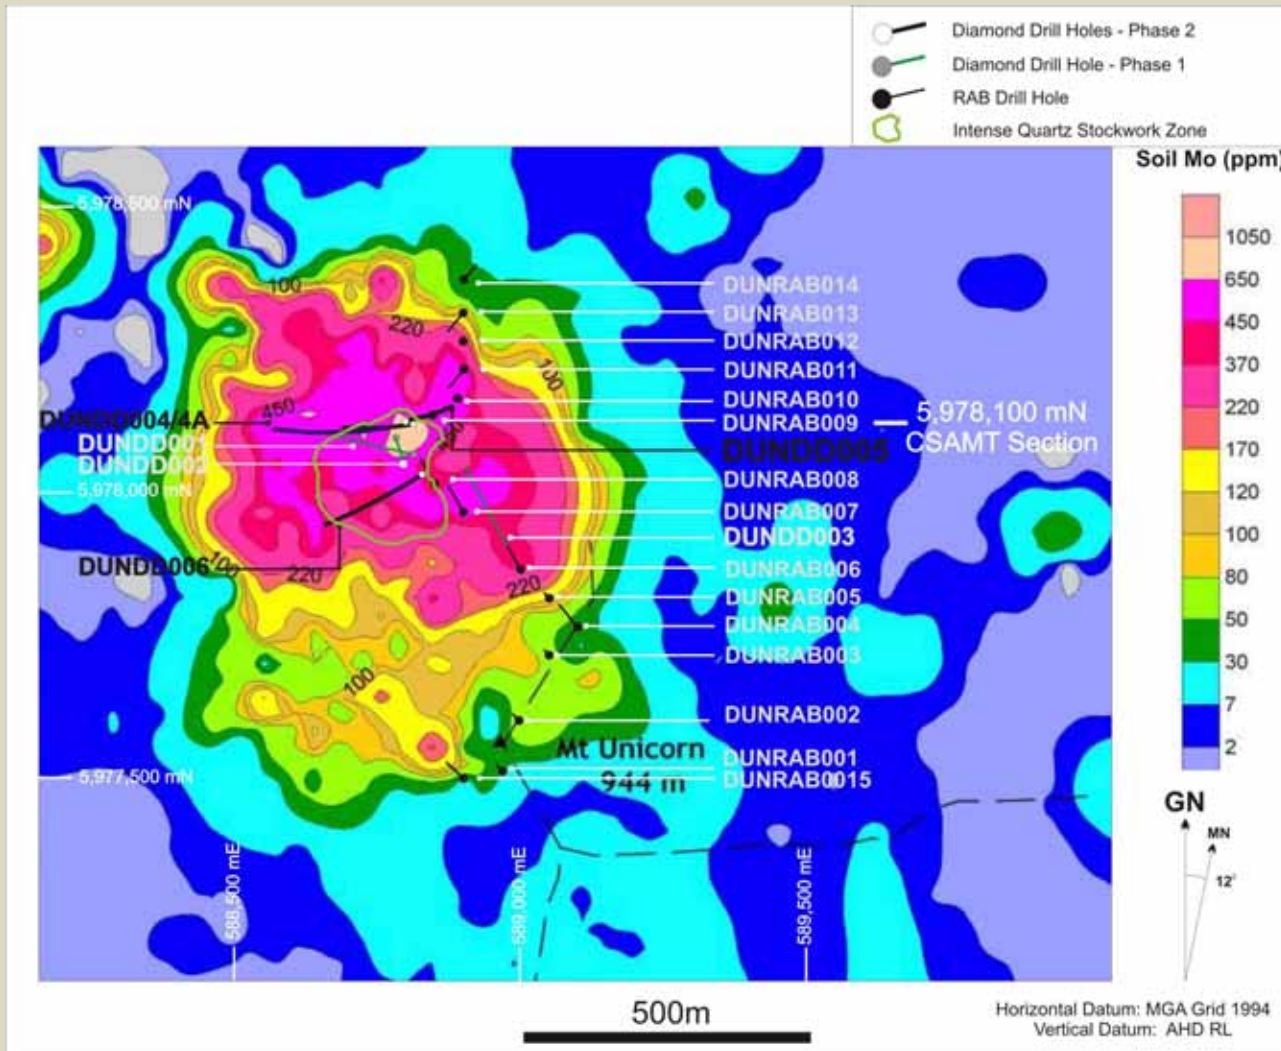 Diamond Drill Holes - Phase 2
Diamond Drill Hole - Phase 1
RAB Drill Hole
Intense Quartz Stockwork Zone
Soil Mo (ppm)
1050
650
450
370
220
170
120
100
80
50
30
7
2
5,978,500 mN
100
220
100
450
DUNRAB014
DUNRAB013
DUNRAB012
DUNRAB011
DUNRAB010
DUNRAB009
5,978,100 mN
CSAMT Section
DUNDD004/4A
DUNDD001
DUNDD002
DUNDD005
5,978,000 mN
DUNRAB008
DUNRAB007
DUNDD003
DUNDD006
100
220
220
DUNRAB006
DUNRAB005
DUNRAB004
DUNRAB003
100
DUNRAB002
Mt Unicorn
944 m
DUNRAB001
DUNRAB0015
5,977,500 mN
588,500 mE
589,000 mE
589,500 mE
GN
MN
12°
500m
Horizontal Datum: MGA Grid 1994
Vertical Datum: AHD RL